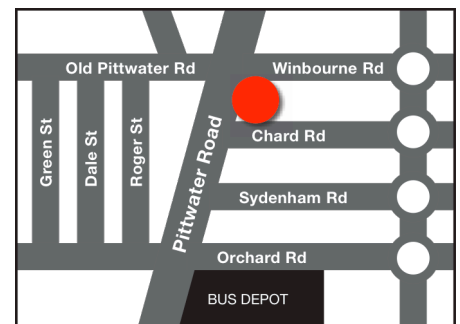 Old Pittwater Rd
Winbourne Rd
Green St
Dale St
Roger St
Pittwater Road
Chard Rd
Sydenham Rd
Orchard Rd
BUS DEPOT